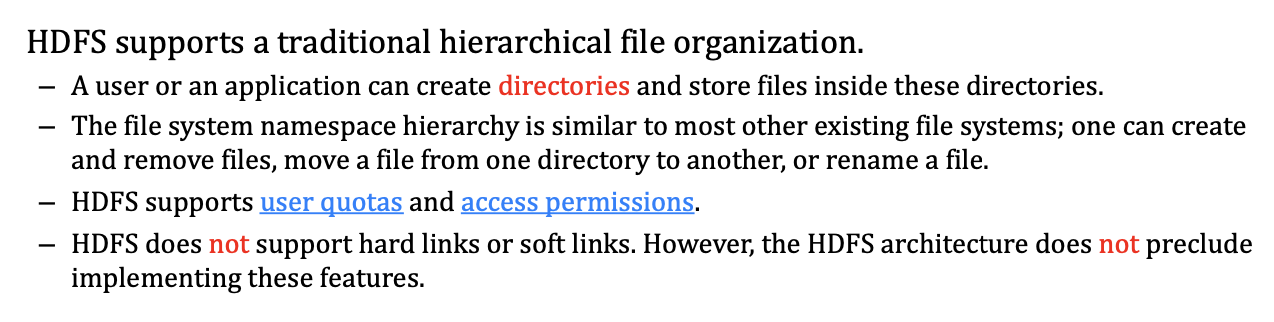 HDFS supports a traditional hierarchical file organization.
– A user or an application can create directories and store files inside these directories.
– The file system namespace hierarchy is similar to most other existing file systems; one can create
and remove files, move a file from one directory to another, or rename a file.
– HDFS supports user quotas and access permissions.
– HDFS does not support hard links or soft links. However, the HDFS architecture does not preclude
implementing these features.